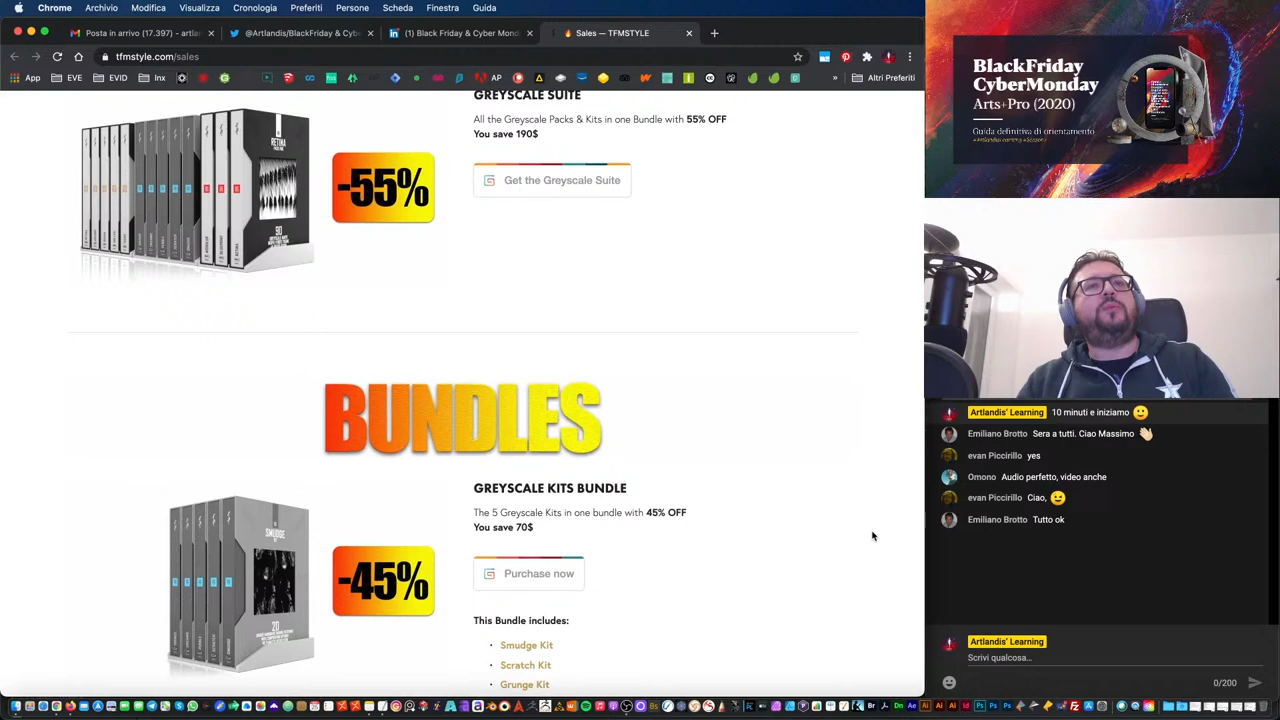 Chrome Archivio Modifica Visualizza Cronologia Preferiti Persone Scheda Finestra Guida
Posta in arrivo (17.397) - artlan
@Artlandis/BlackFriday & Cybe
(1) Black Friday & Cyber Mond
Sales — TFMSTYLE
tfmstyle.com/sales
App
EVE
EVID
Inx
AP
Altri Preferiti
GREYSCALE SUITE
All the Greyscale Packs & Kits in one Bundle with 55% OFF
You save 190$
-55%
Get the Greyscale Suite
BUNDLES
GREYSCALE KITS BUNDLE
The 5 Greyscale Kits in one bundle with 45% OFF
You save 70$
SMUDGE
-45%
Purchase now
This Bundle includes:
• Smudge Kit
• Scratch Kit
• Grunge Kit
BlackFriday
CyberMonday
Arts+Pro (2020)
Guida definitiva di orientamento
Artlandis' Learning 10 minuti e iniziamo
Emiliano Brotto Sera a tutti. Ciao Massimo
evan Piccirillo yes
Omono Audio perfetto, video anche
evan Piccirillo Ciao,
Emiliano Brotto Tutto ok
Artlandis' Learning
Scrivi qualcosa...
0/200